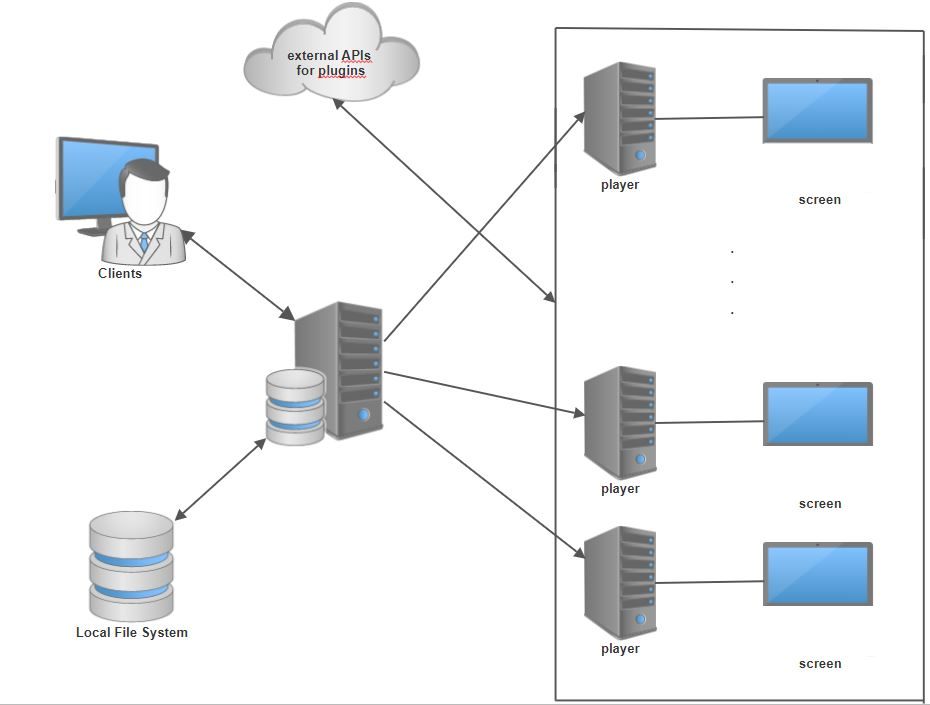 external APIs
for plugins
Clients
player
screen
.
.
.
player
screen
Local File System
player
screen